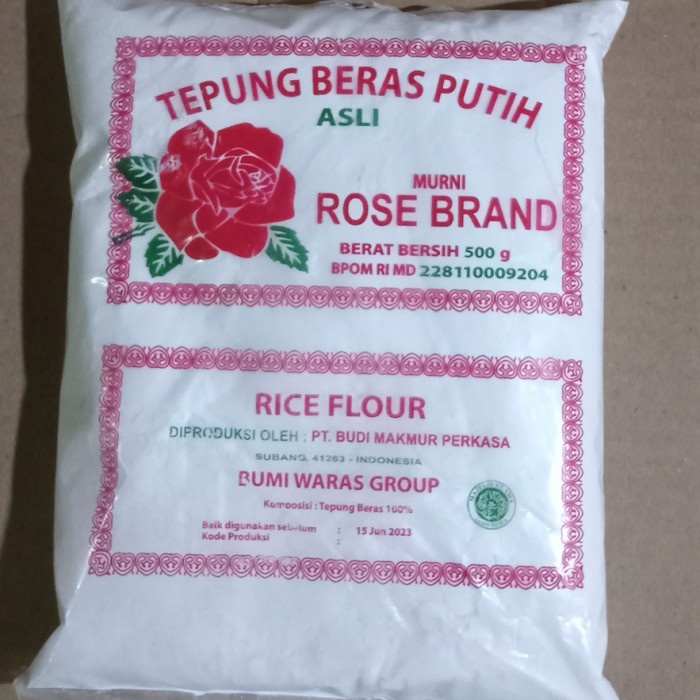 TEPUNG BERAS PUTIH
ASLI
MURNI
ROSE BRAND
BERAT BERSIH 500 g
BPOM RI MD 228110009204
RICE FLOUR
DIPRODUKSI OLEH : PT. BUDI MAKMUR PERKASA
SUBANG, 41263 - INDONESIA
BUMI WARAS GROUP
Komposisi : Tepung Beras 100%
Baik digunakan sebelum : 15 Jun 2023
Kode Produksi :